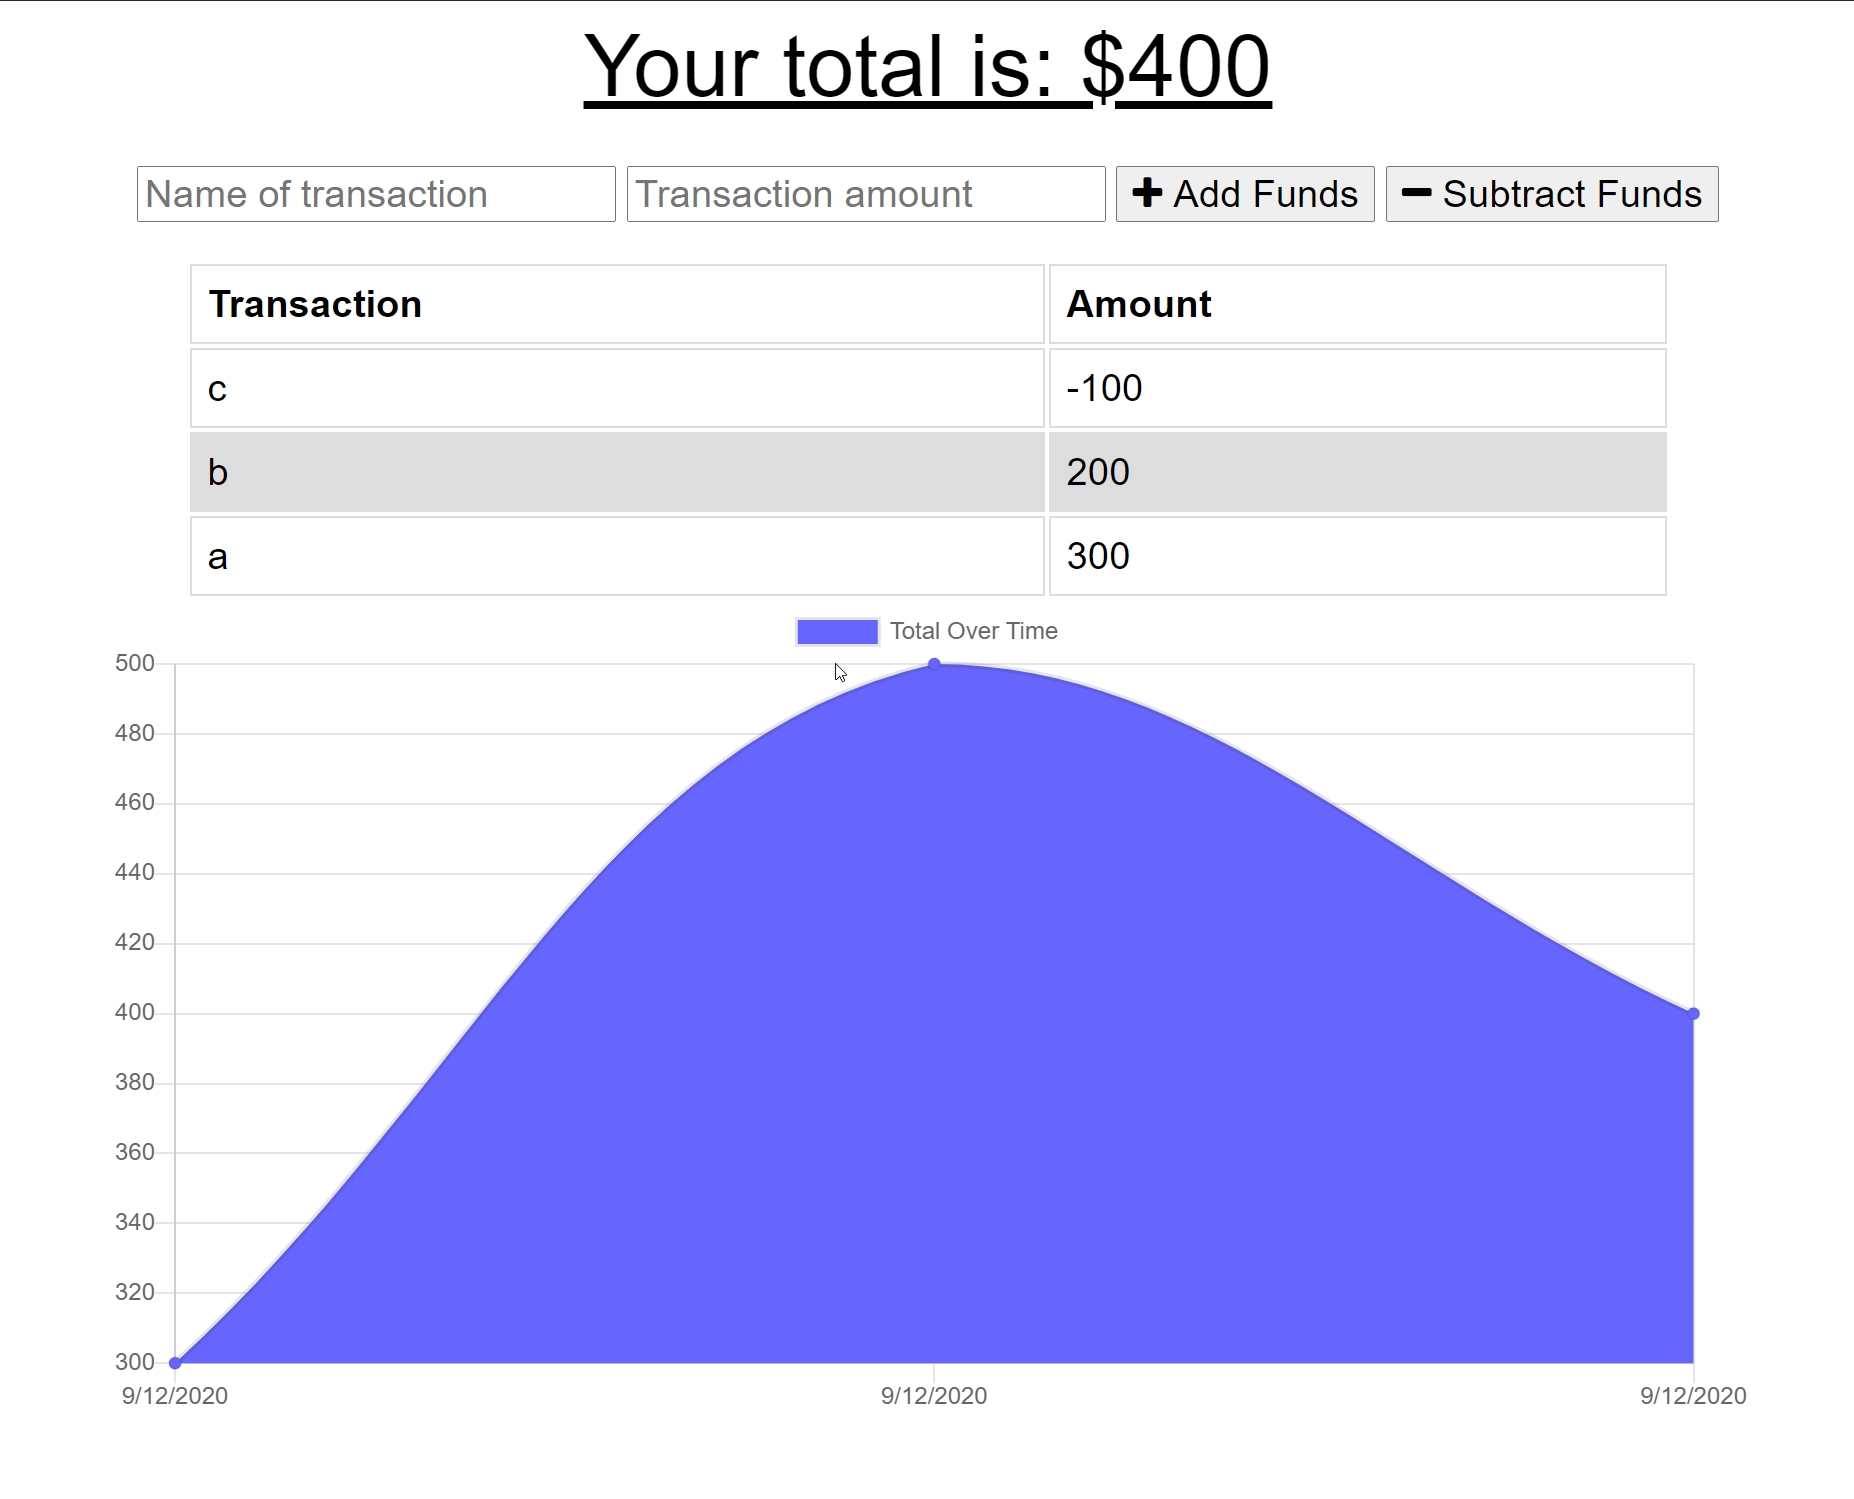 Your total is: $400
Name of transaction Transaction amount Add Funds Subtract Funds
Transaction Amount
c -100
b 200
a 300
Total Over Time
500
480
460
440
420
400
380
360
340
320
300
9/12/2020 9/12/2020 9/12/2020